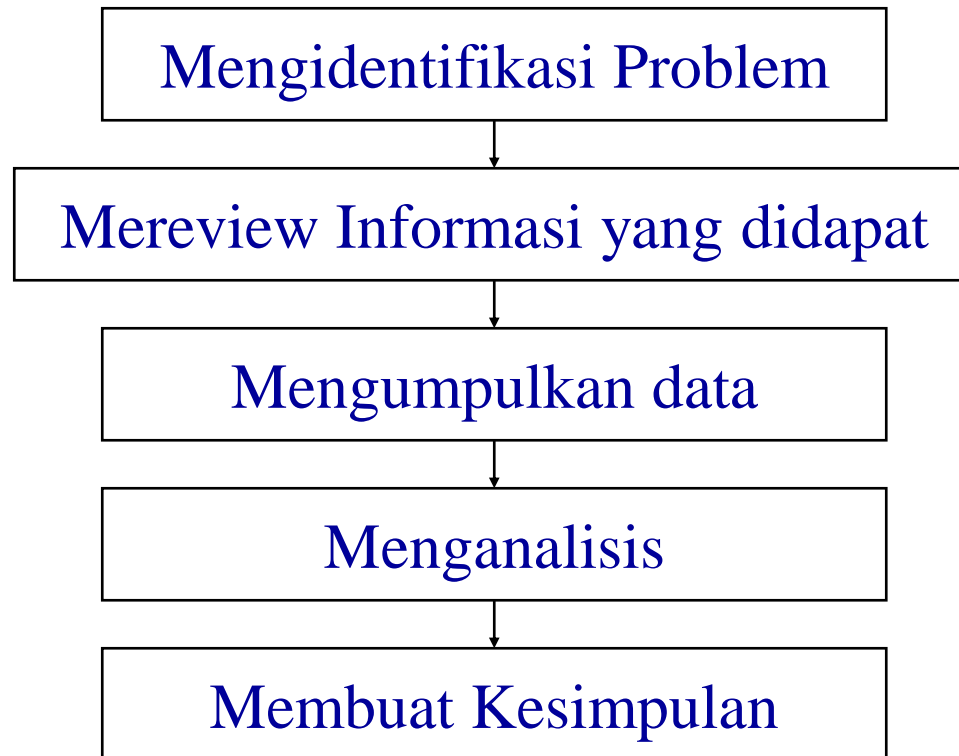 Mengidentifikasi Problem
Mereview Informasi yang didapat
Mengumpulkan data
Menganalisis
Membuat Kesimpulan